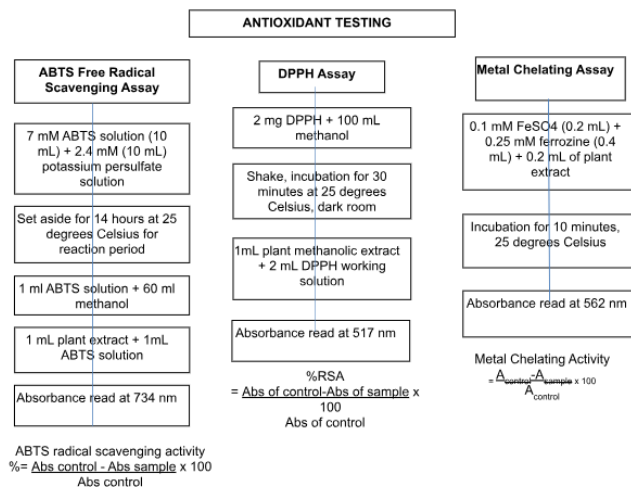 ANTIOXIDANT TESTING
ABTS Free Radical
Scavenging Assay
7 mM ABTS solution (10
mL) + 2.4 mM (10 mL)
potassium persulfate
solution
Set aside for 14 hours at 25
degrees Celsius for
reaction period
1 ml ABTS solution + 60 ml
methanol
1 mL plant extract + 1mL
ABTS solution
Absorbance read at 734 nm
ABTS radical scavenging activity
%= Abs control - Abs sample x 100
Abs control
DPPH Assay
2 mg DPPH + 100 mL
methanol
Shake, incubation for 30
minutes at 25 degrees
Celsius, dark room
1mL plant methanolic extract
+ 2 mL DPPH working
solution
Absorbance read at 517 nm
%RSA
= Abs of control-Abs of sample x
100
Abs of control
Metal Chelating Assay
0.1 mM FeSO4 (0.2 mL) +
0.25 mM ferrozine (0.4
mL) + 0.2 mL of plant
extract
Incubation for 10 minutes,
25 degrees Celsius
Absorbance read at 562 nm
Metal Chelating Activity
= Acontrol-Asample x 100
Acontrol